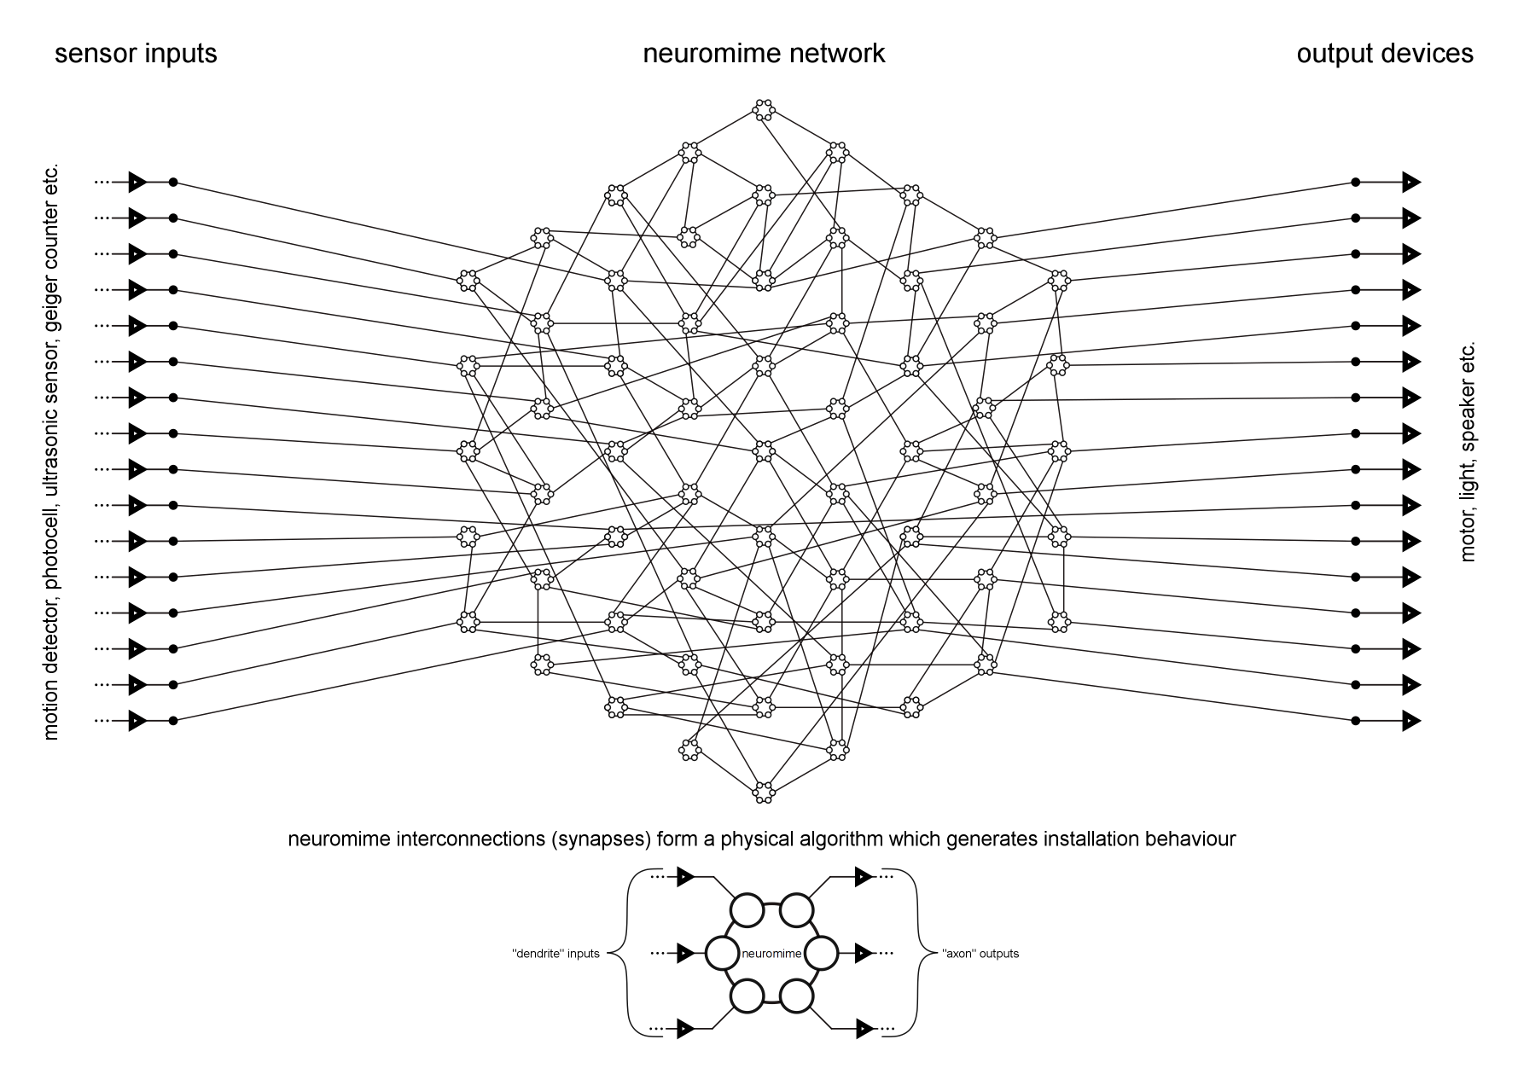 sensor inputs
neuromime network
output devices
motion detector, photocell, ultrasonic sensor, geiger counter etc.
motor, light, speaker etc.
neuromime interconnections (synapses) form a physical algorithm which generates installation behaviour
"dendrite" inputs
neuromime
"axon" outputs